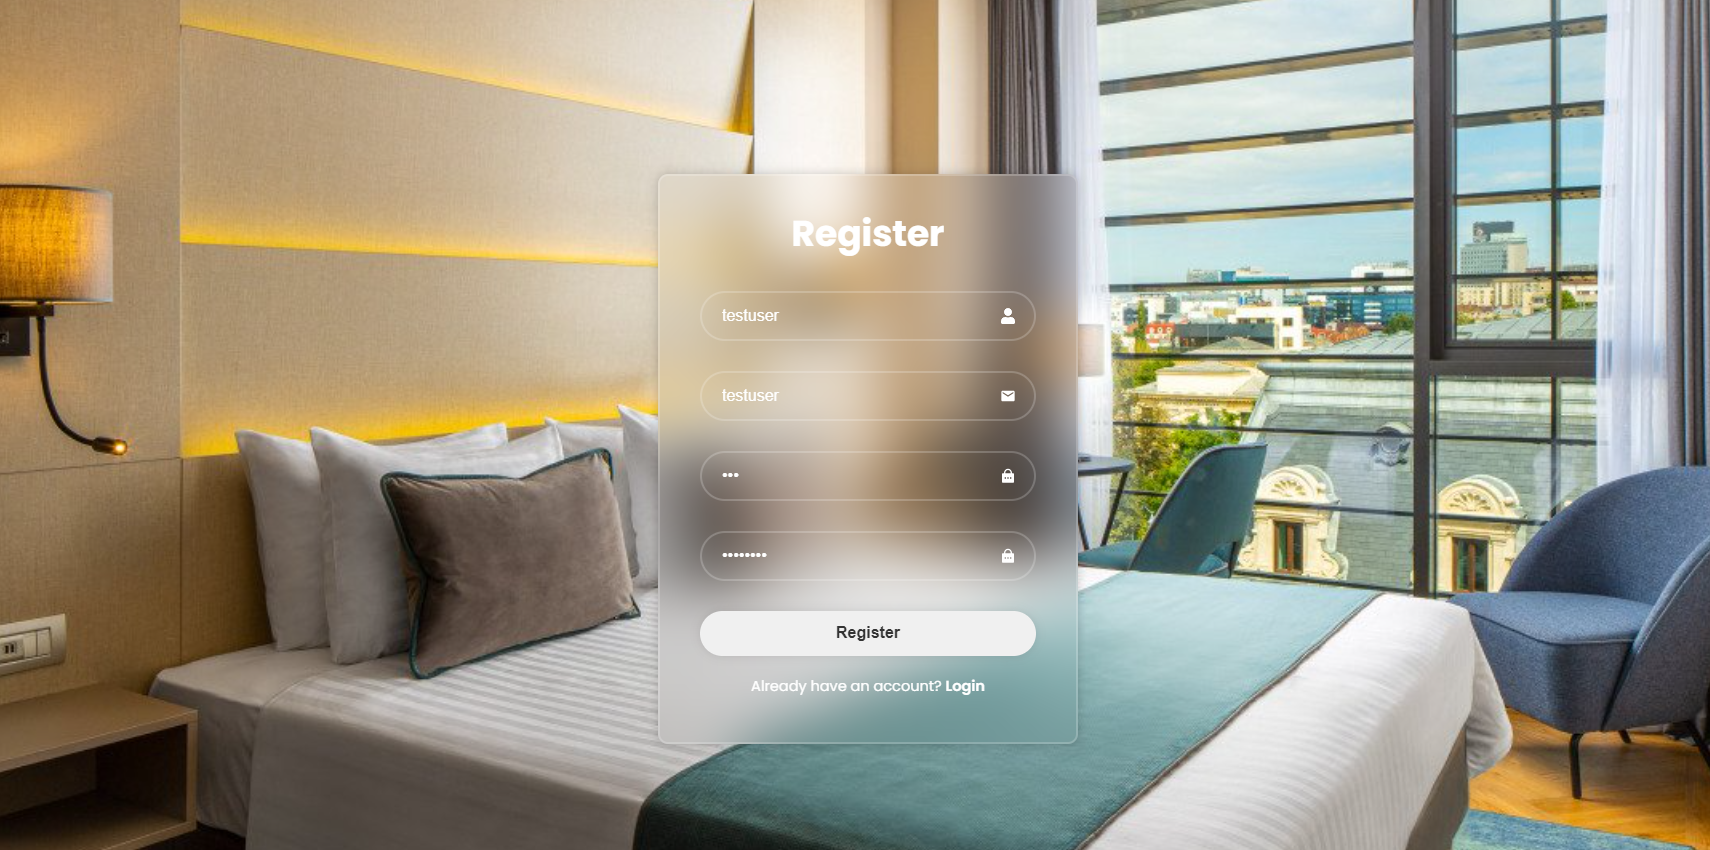 Register
testuser
testuser
•••
••••••••
Register
Already have an account? Login